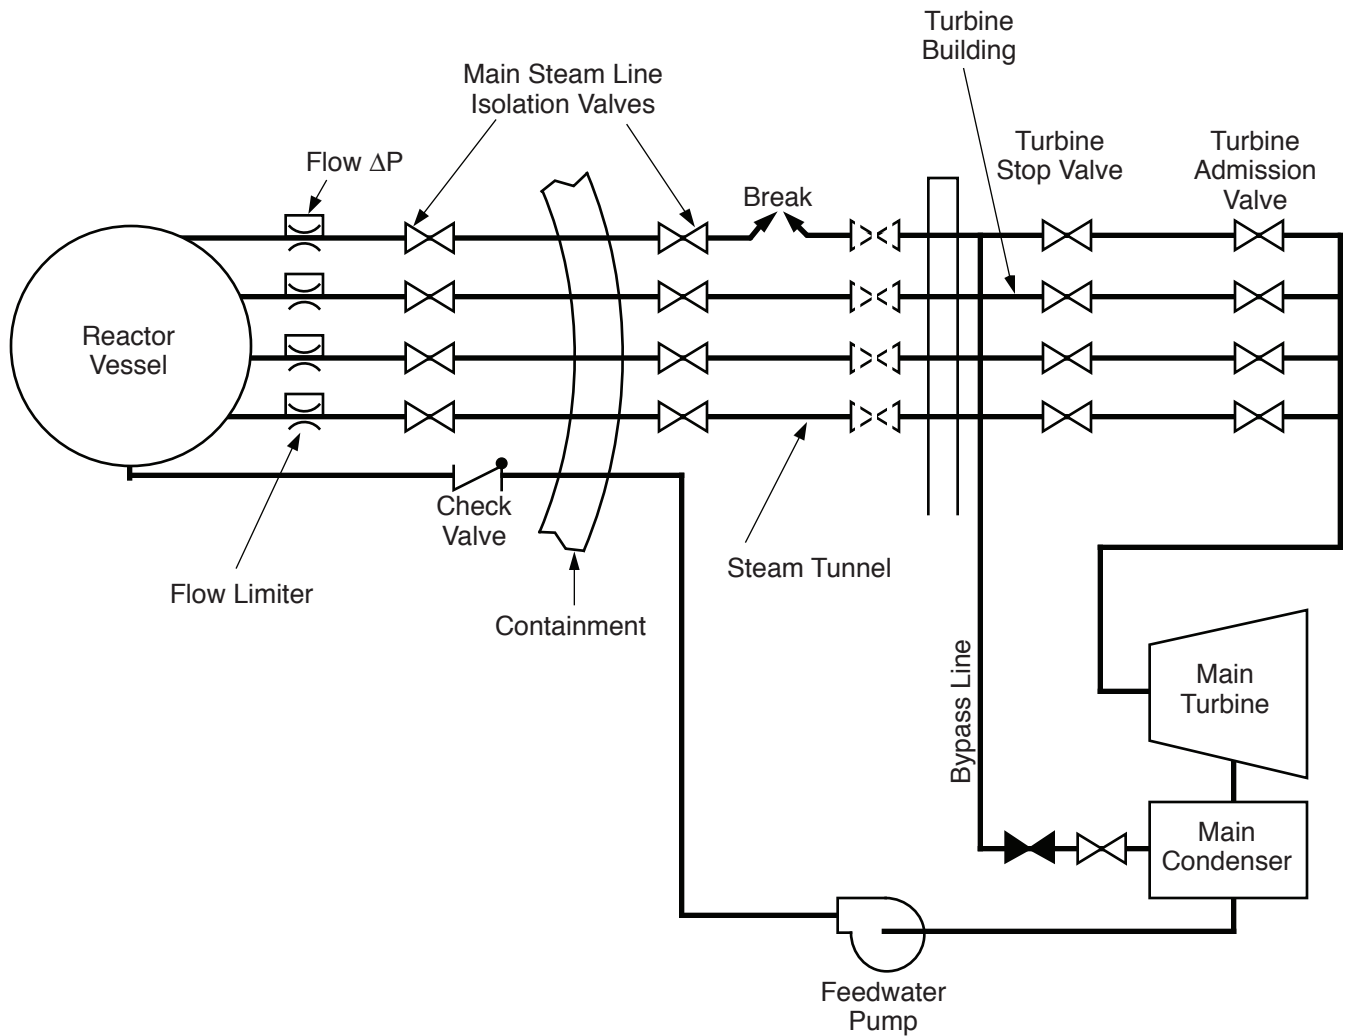 Turbine
Building
Main Steam Line
Isolation Valves
Turbine
Stop Valve
Turbine
Admission
Valve
Flow ΔP
Break
Reactor
Vessel
Check
Valve
Steam Tunnel
Flow Limiter
Containment
Bypass Line
Main
Turbine
Main
Condenser
Feedwater
Pump